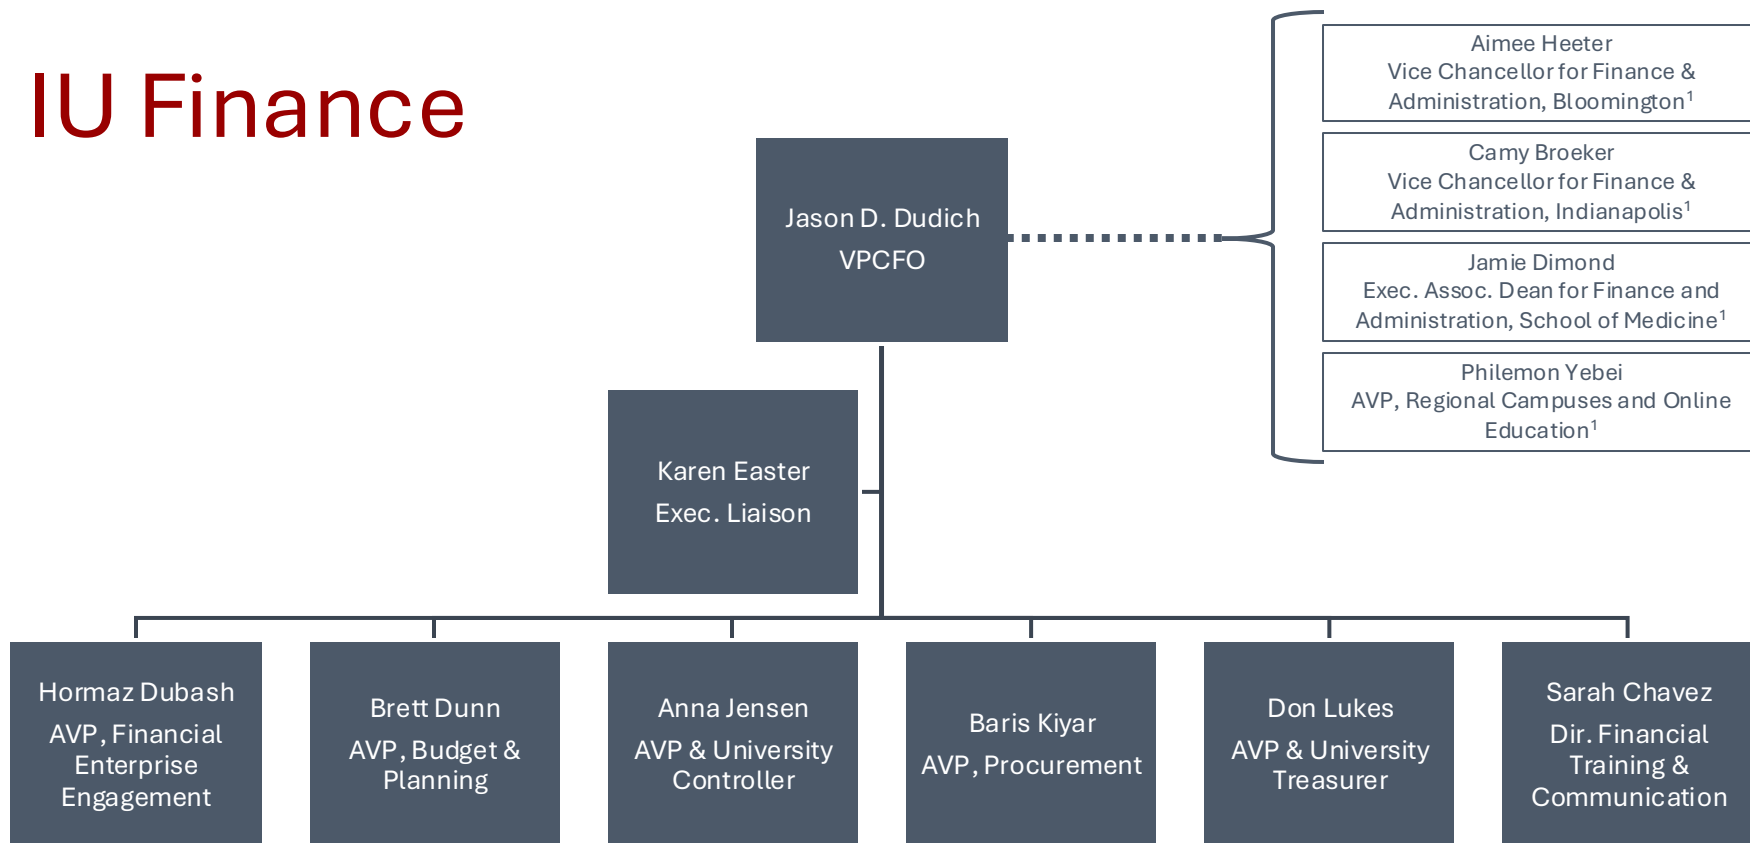 IU Finance
Aimee Heeter
Vice Chancellor for Finance &
Administration, Bloomington¹
Camy Broeker
Vice Chancellor for Finance &
Administration, Indianapolis¹
Jamie Dimond
Exec. Assoc. Dean for Finance and
Administration, School of Medicine¹
Philemon Yebei
AVP, Regional Campuses and Online
Education¹
Jason D. Dudich
VPCFO
Karen Easter
Exec. Liaison
Hormaz Dubash
AVP, Financial
Enterprise
Engagement
Brett Dunn
AVP, Budget &
Planning
Anna Jensen
AVP & University
Controller
Baris Kiyar
AVP, Procurement
Don Lukes
AVP & University
Treasurer
Sarah Chavez
Dir. Financial
Training &
Communication